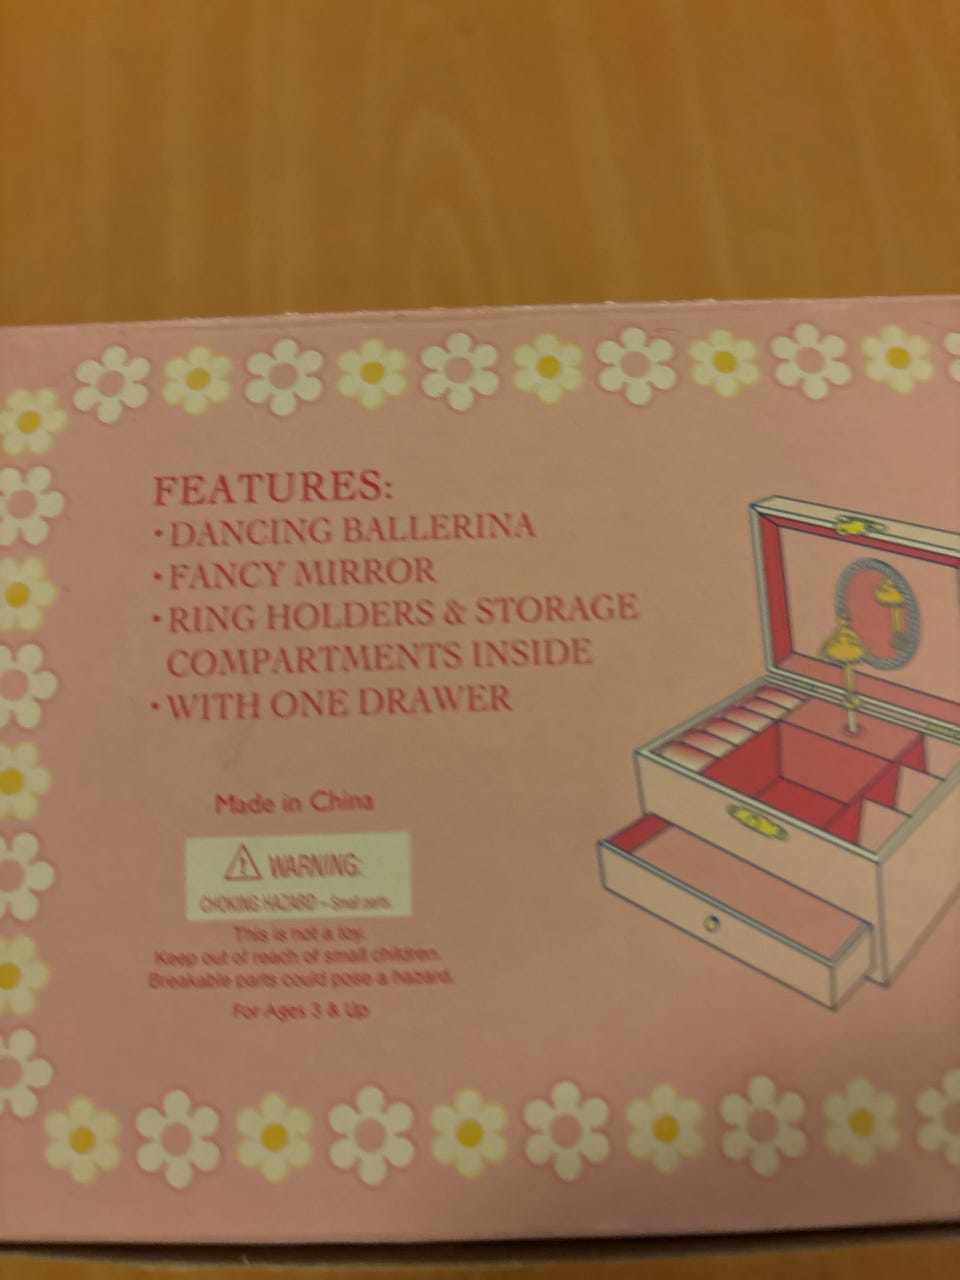 FEATURES:
• DANCING BALLERINA
• FANCY MIRROR
• RING HOLDERS & STORAGE
COMPARTMENTS INSIDE
• WITH ONE DRAWER
Made in China
⚠ WARNING:
CHOKING HAZARD – Small parts
This is not a toy.
Keep out of reach of small children.
Breakable parts could pose a hazard.
For Ages 3 & Up